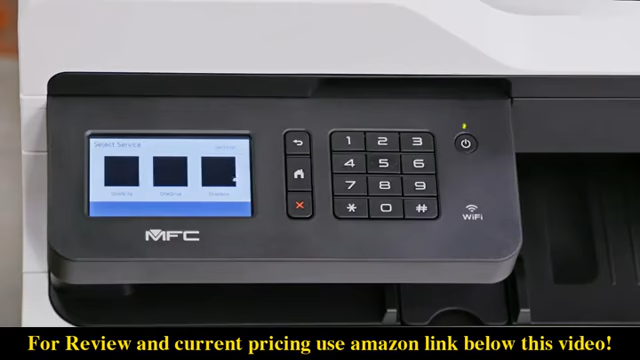 Select Service
1 2 3
4 5 6
7 8 9
* 0 #
MFC
WiFi
For Review and current pricing use amazon link below this video!